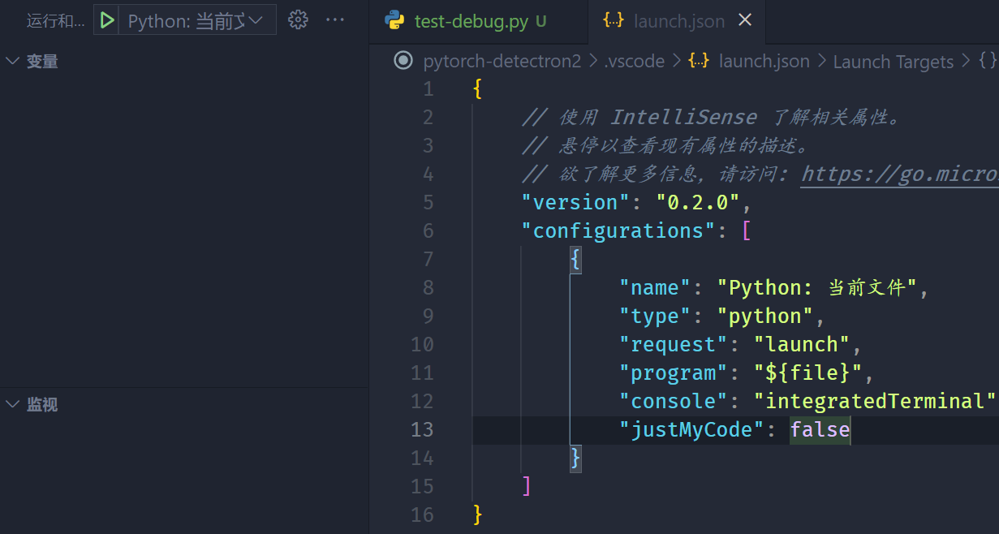 运行和...
Python: 当前文
...
test-debug.py U
{..} launch.json
pytorch-detectron2 > .vscode > {..} launch.json > Launch Targets > {}
变量
监视
1 {
2 // 使用 IntelliSense 了解相关属性。
3 // 悬停以查看现有属性的描述。
4 // 欲了解更多信息, 请访问: https://go.micro
5 "version": "0.2.0",
6 "configurations": [
7 {
8 "name": "Python: 当前文件",
9 "type": "python",
10 "request": "launch",
11 "program": "${file}",
12 "console": "integratedTerminal"
13 "justMyCode": false
14 }
15 ]
16 }